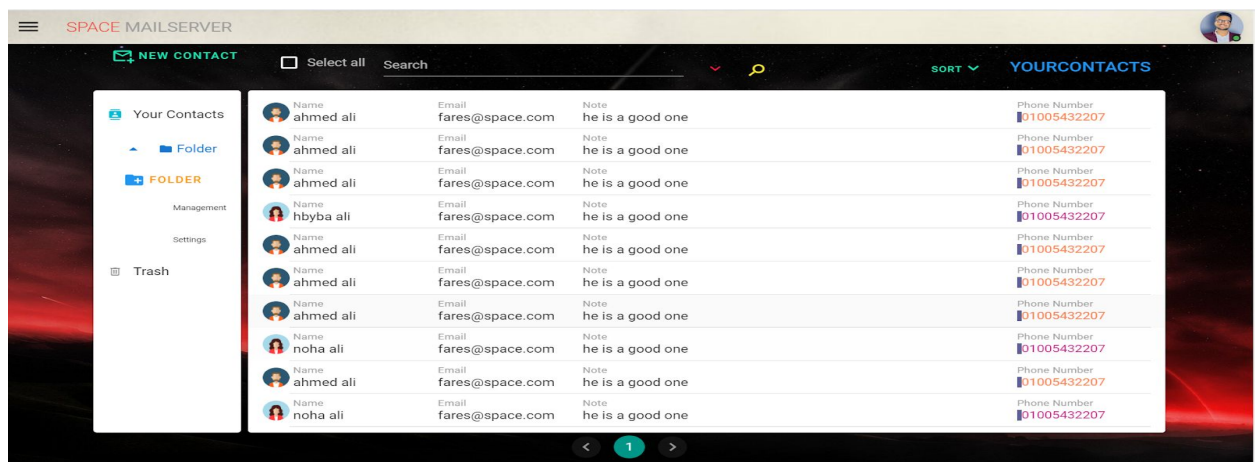 SPACE MAILSERVER
NEW CONTACT
Select all
Search
SORT
YOURCONTACTS
Your Contacts
Folder
FOLDER
Management
Settings
Trash
Name Email Note Phone Number
ahmed ali fares@space.com he is a good one 01005432207
Name Email Note Phone Number
ahmed ali fares@space.com he is a good one 01005432207
Name Email Note Phone Number
ahmed ali fares@space.com he is a good one 01005432207
Name Email Note Phone Number
hbyba ali fares@space.com he is a good one 01005432207
Name Email Note Phone Number
ahmed ali fares@space.com he is a good one 01005432207
Name Email Note Phone Number
ahmed ali fares@space.com he is a good one 01005432207
Name Email Note Phone Number
ahmed ali fares@space.com he is a good one 01005432207
Name Email Note Phone Number
noha ali fares@space.com he is a good one 01005432207
Name Email Note Phone Number
ahmed ali fares@space.com he is a good one 01005432207
Name Email Note Phone Number
noha ali fares@space.com he is a good one 01005432207
1